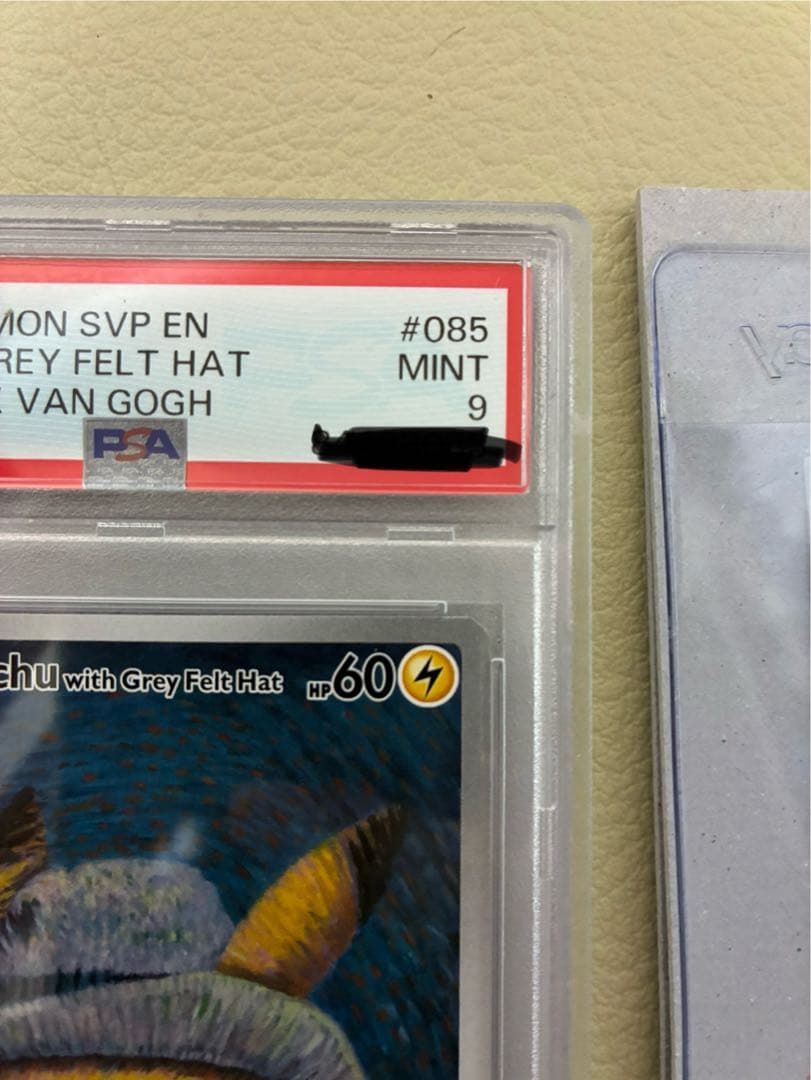 MON SVP EN #085
REY FELT HAT MINT
VAN GOGH 9
PSA
chu with Grey Felt Hat HP60